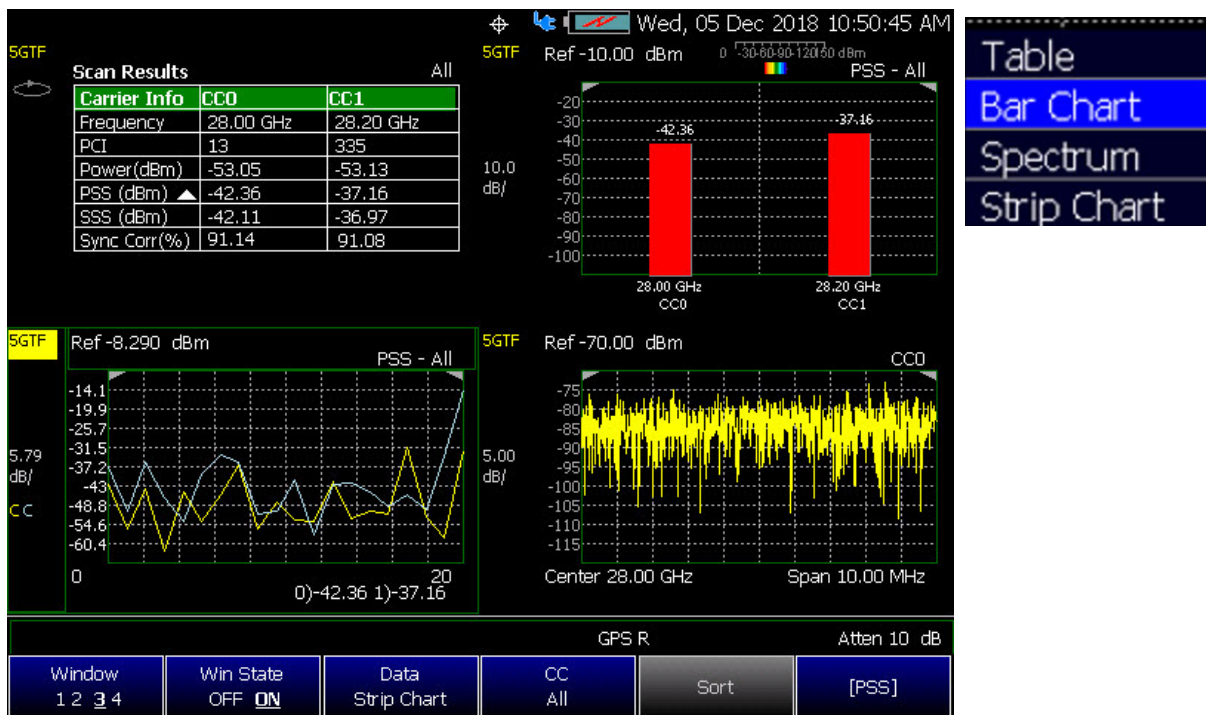 Wed, 05 Dec 2018 10:50:45 AM
5GTF
Scan Results All
Carrier Info CC0 CC1
Frequency 28.00 GHz 28.20 GHz
PCI 13 335
Power(dBm) -53.05 -53.13
PSS (dBm) -42.36 -37.16
SSS (dBm) -42.11 -36.97
Sync Corr(%) 91.14 91.08
5GTF Ref -10.00 dBm 0 -30-60-90-120150 dBm
PSS - All
10.0
dB/
-20
-30
-40
-50
-60
-70
-80
-90
-100
-42.36
-37.16
28.00 GHz 28.20 GHz
CC0 CC1
5GTF Ref -8.290 dBm
PSS - All
5.79
dB/
CC
-14.1
-19.9
-25.7
-31.5
-37.2
-43
-48.8
-54.6
-60.4
0 20
0)-42.36 1)-37.16
5GTF Ref -70.00 dBm
CC0
5.00
dB/
-75
-80
-85
-90
-95
-100
-105
-110
-115
Center 28.00 GHz Span 10.00 MHz
GPS R Atten 10 dB
Window
1 2 3 4
Win State
OFF ON
Data
Strip Chart
CC
All
Sort
[PSS]
Table
Bar Chart
Spectrum
Strip Chart